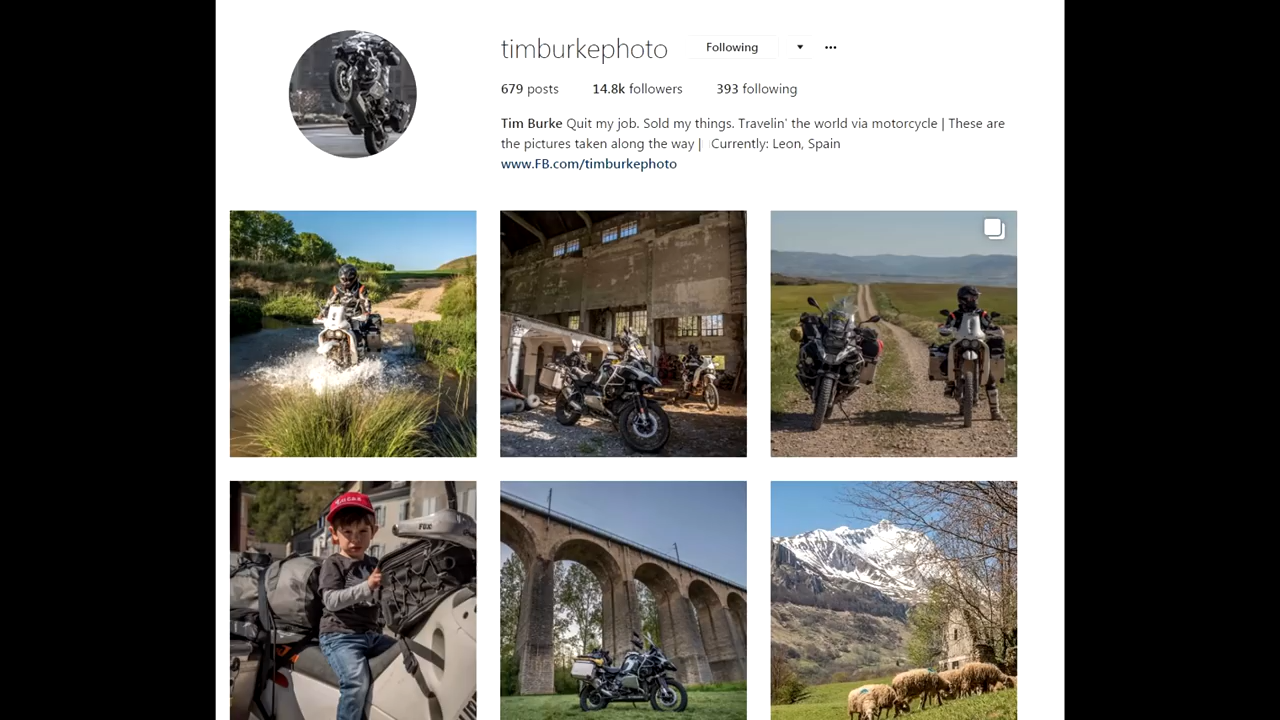 timburkephoto Following
679 posts 14.8k followers 393 following
Tim Burke Quit my job. Sold my things. Travelin' the world via motorcycle | These are
the pictures taken along the way | Currently: Leon, Spain
www.FB.com/timburkephoto
FOX